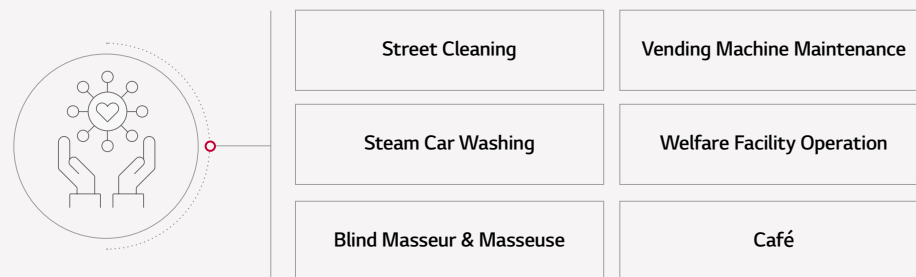 Street Cleaning
Vending Machine Maintenance
Steam Car Washing
Welfare Facility Operation
Blind Masseur & Masseuse
Café